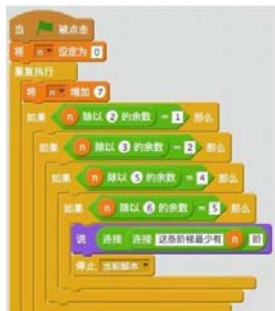 当 被点击
将 n 设定为 0
重复执行
将 n 增加 7
如果 n 除以 2 的余数 = 1 那么
如果 n 除以 3 的余数 = 2 那么
如果 n 除以 5 的余数 = 4 那么
如果 n 除以 6 的余数 = 5 那么
说 连接 连接 这条阶梯最少有 n 阶
停止 当前脚本